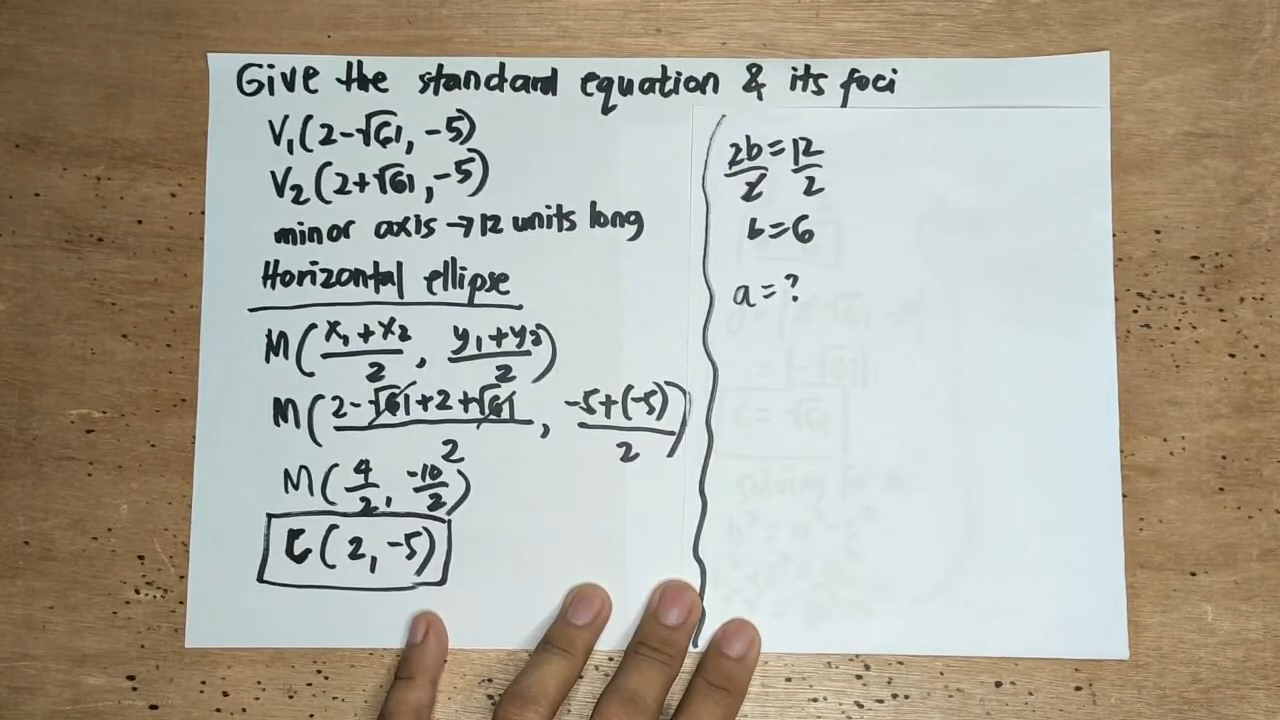 Give the standard equation & its foci
V₁(2-√61, -5)
V₂(2+√61, -5)
minor axis → 12 units long
Horizontal ellipse
M(x₁+x₂/2, y₁+y₂/2)
M(2-√61+2+√61/2, -5+(-5)/2)
M(4/2, -10/2)
C(2, -5)
2b/2=12/2
b=6
a=?